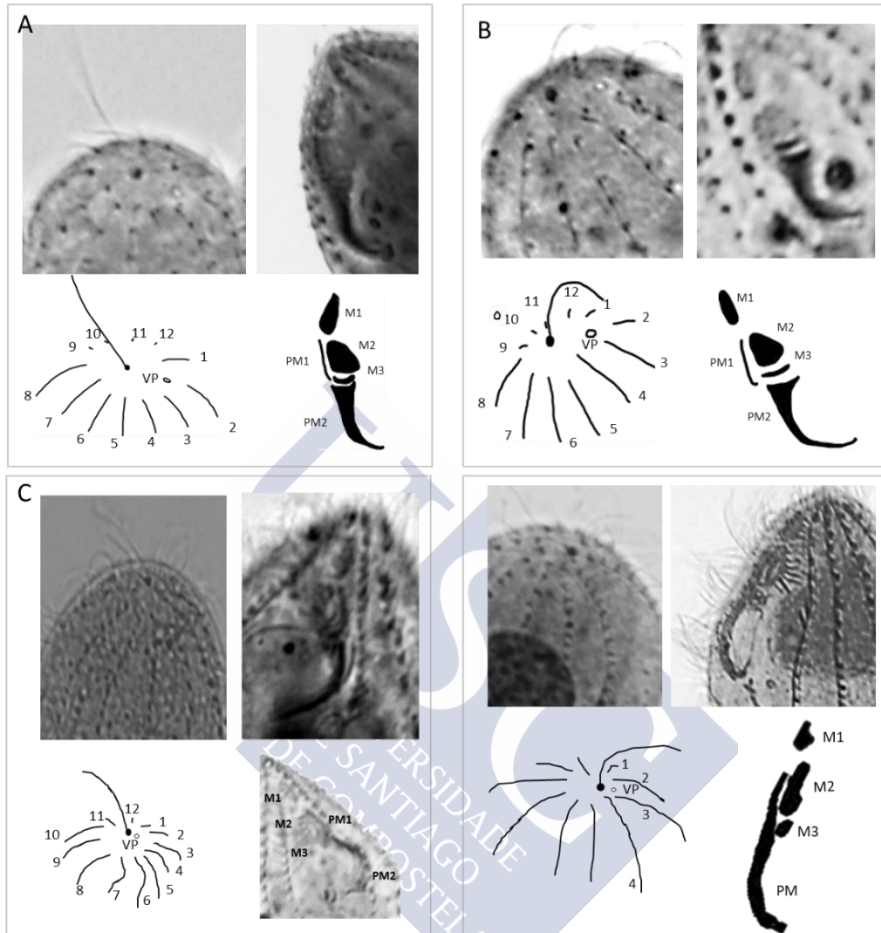 A
10 11 12
9 1
VP
8
7 2
6 5 4 3
M1
M2
PM1 M3
PM2
B
12
11 1
10 2
9 VP
3
8 4
7 6 5
M1
M2
M3
PM1
PM2
C
12
11 1
10 2
VP
9 3
4
8 7 6 5
M1
PM1
M2
M3
PM2
1
2
VP
3
4
M1
M2
M3
PM
USC
VERSIDADE
SANTIAGO
DE COMPOSTEL